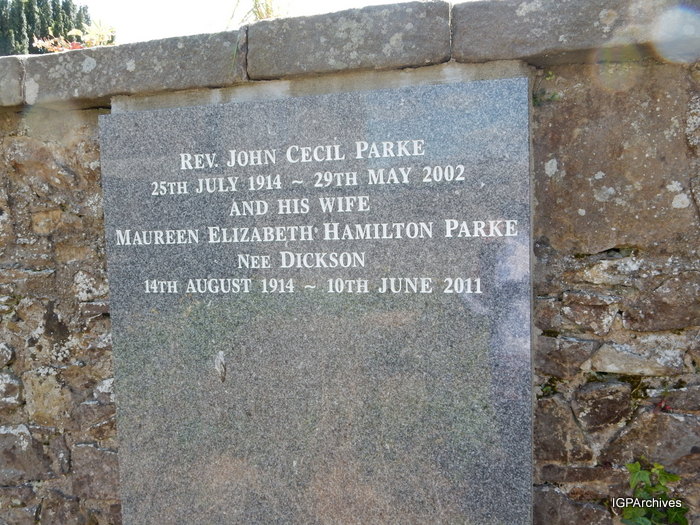 REV. JOHN CECIL PARKE
25TH JULY 1914 ~ 29TH MAY 2002
AND HIS WIFE
MAUREEN ELIZABETH HAMILTON PARKE
NEE DICKSON
14TH AUGUST 1914 ~ 10TH JUNE 2011
IGPArchives